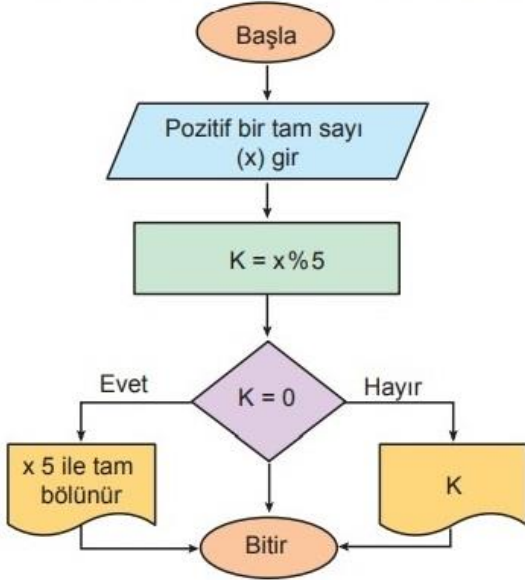 Başla
Pozitif bir tam sayı
(x) gir
K = x%5
Evet
K = 0
Hayır
x 5 ile tam
bölünür
K
Bitir